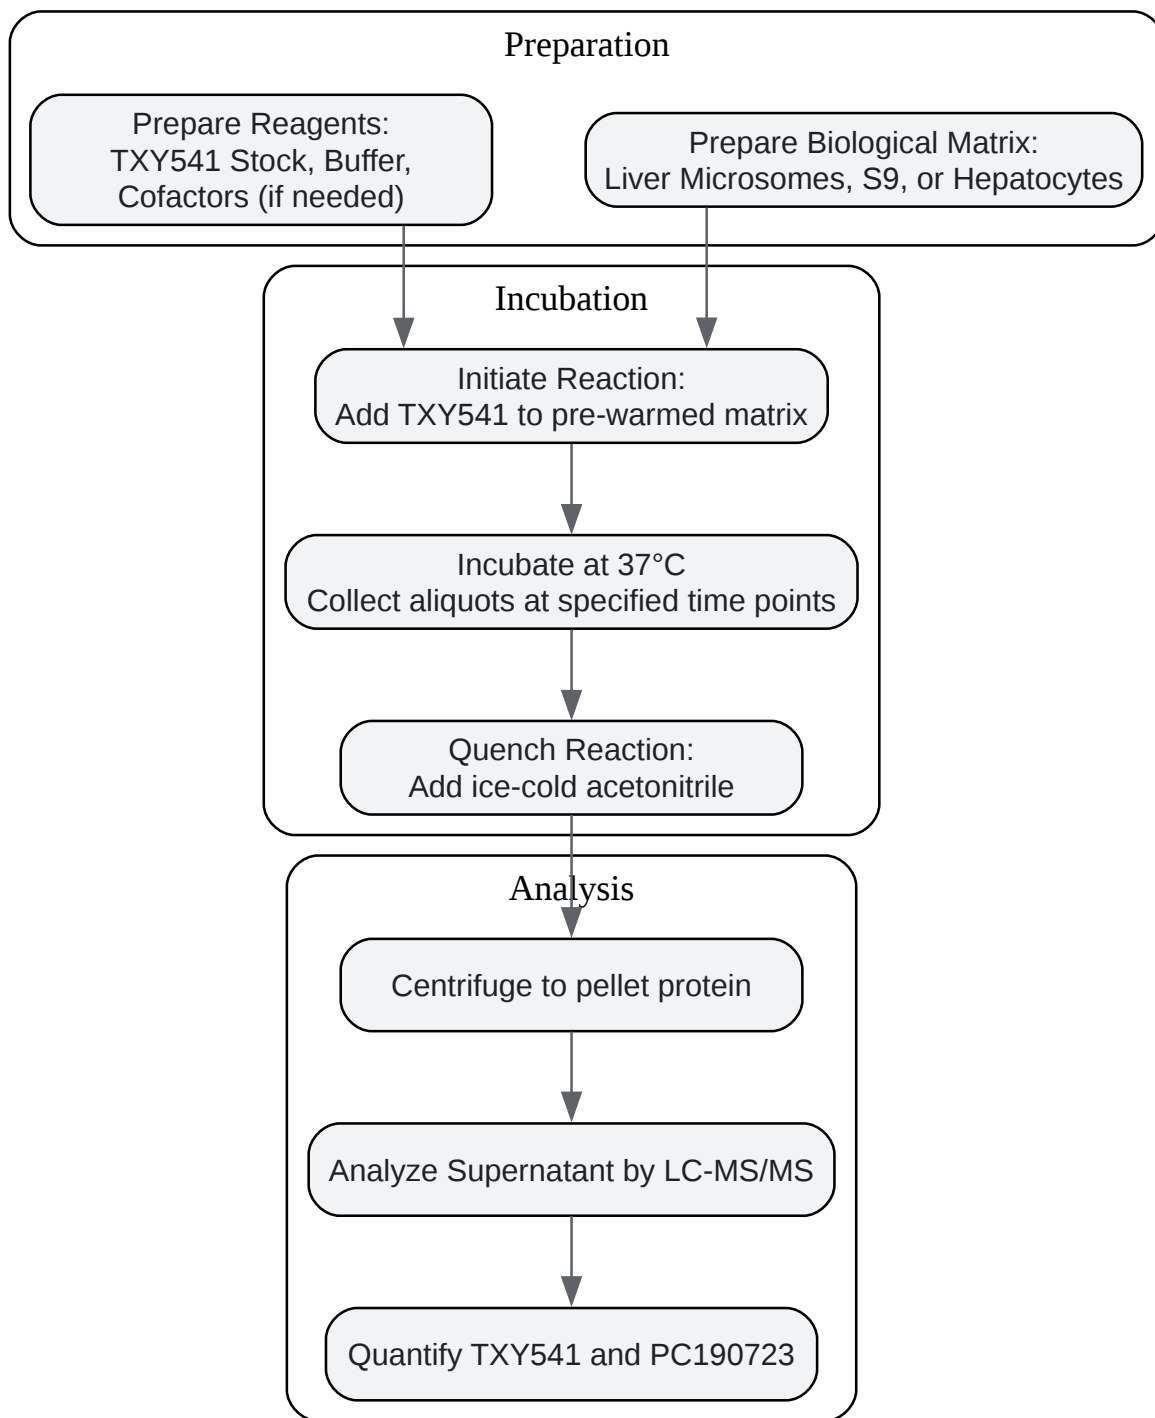 Preparation
Prepare Reagents:
TXY541 Stock, Buffer,
Cofactors (if needed)
Prepare Biological Matrix:
Liver Microsomes, S9, or Hepatocytes
Incubation
Initiate Reaction:
Add TXY541 to pre-warmed matrix
Incubate at 37°C
Collect aliquots at specified time points
Quench Reaction:
Add ice-cold acetonitrile
Analysis
Centrifuge to pellet protein
Analyze Supernatant by LC-MS/MS
Quantify TXY541 and PC190723